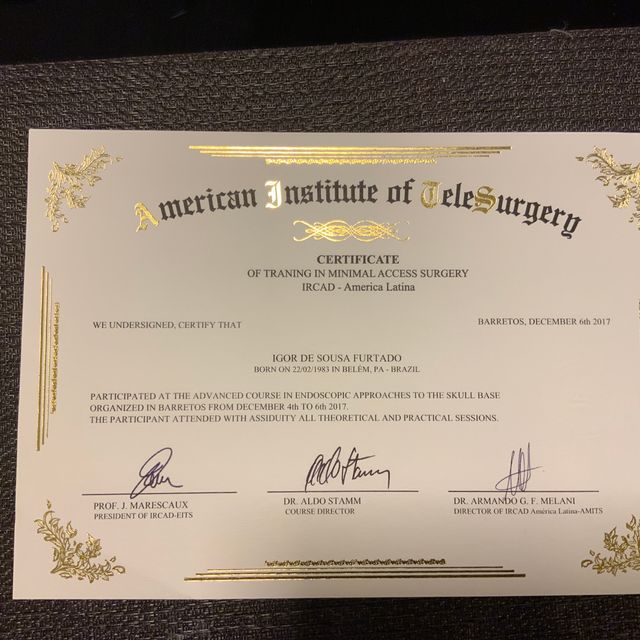 American Institute of TeleSurgery
CERTIFICATE
OF TRANING IN MINIMAL ACCESS SURGERY
IRCAD - America Latina
WE UNDERSIGNED, CERTIFY THAT
BARRETOS, DECEMBER 6th 2017
IGOR DE SOUSA FURTADO
BORN ON 22/02/1983 IN BELÉM, PA - BRAZIL
PARTICIPATED AT THE ADVANCED COURSE IN ENDOSCOPIC APPROACHES TO THE SKULL BASE
ORGANIZED IN BARRETOS FROM DECEMBER 4th TO 6th 2017.
THE PARTICIPANT ATTENDED WITH ASSIDUITY ALL THEORETICAL AND PRACTICAL SESSIONS.
PROF. J. MARESCAUX
PRESIDENT OF IRCAD-EITS
DR. ALDO STAMM
COURSE DIRECTOR
DR. ARMANDO G. F. MELANI
DIRECTOR OF IRCAD América Latina-AMITS